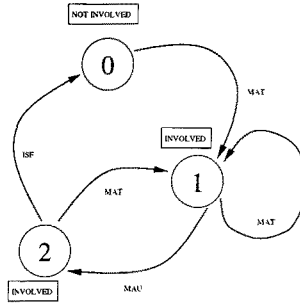 NOT INVOLVED
0
MAT
INVOLVED
ISF
MAT
1
MAT
2
INVOLVED
MAU